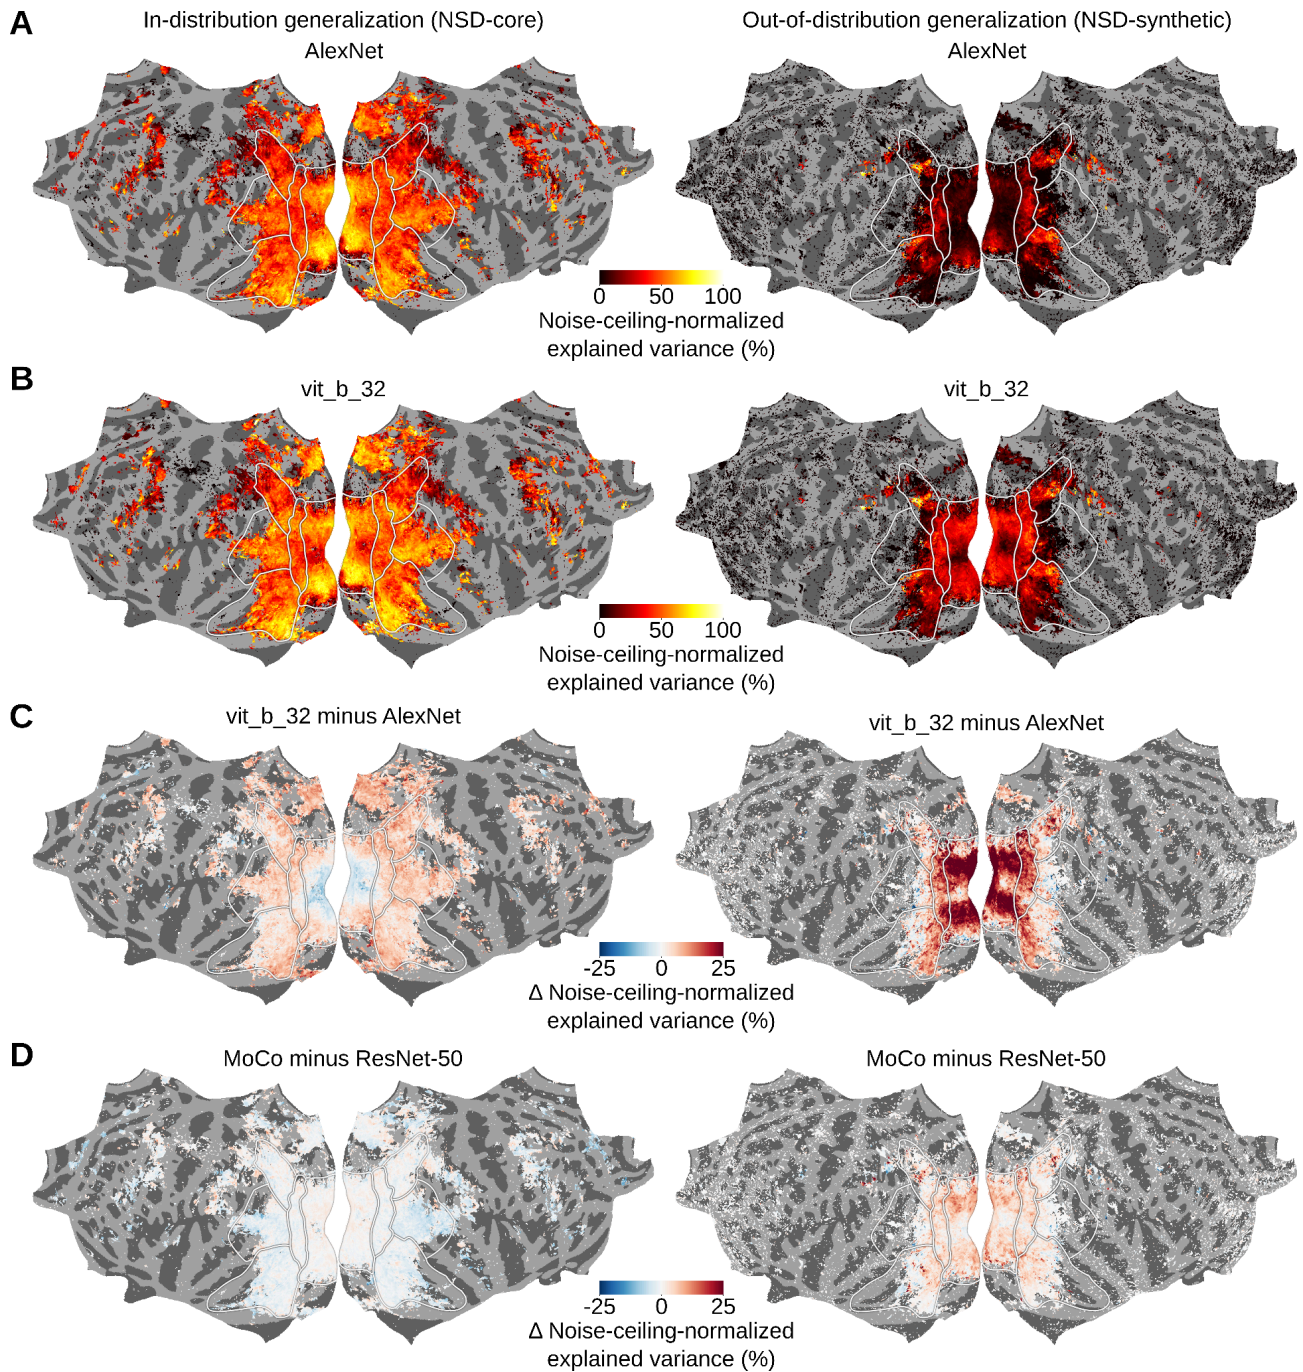 A
In-distribution generalization (NSD-core)
Out-of-distribution generalization (NSD-synthetic)
AlexNet
AlexNet
0 50 100
Noise-ceiling-normalized
explained variance (%)
B
vit_b_32
vit_b_32
0 50 100
Noise-ceiling-normalized
explained variance (%)
C
vit_b_32 minus AlexNet
vit_b_32 minus AlexNet
-25 0 25
Δ Noise-ceiling-normalized
explained variance (%)
D
MoCo minus ResNet-50
MoCo minus ResNet-50
-25 0 25
Δ Noise-ceiling-normalized
explained variance (%)